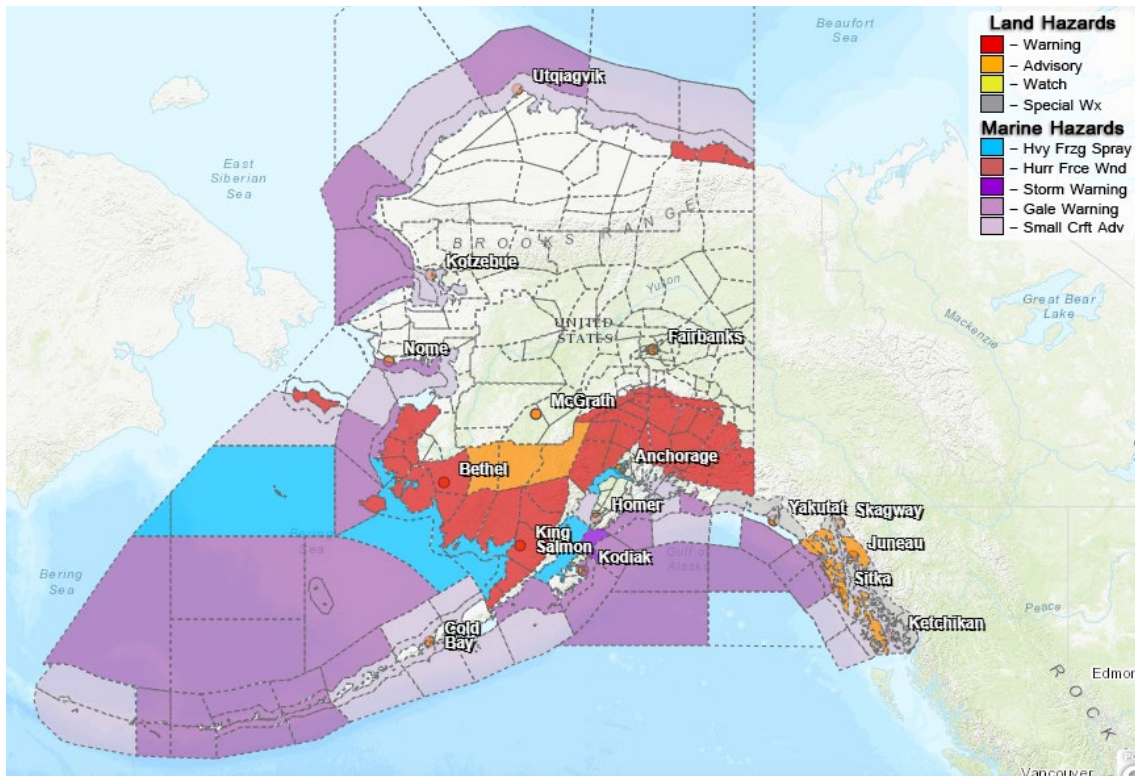 Beaufort
Sea
Land Hazards
– Warning
– Advisory
– Watch
– Special Wx
Marine Hazards
– Hvy Frzg Spray
– Hurr Frce Wnd
– Storm Warning
– Gale Warning
– Small Crft Adv
Utqiagvik
East
Siberian
Sea
BROOKS RANGE
Kotzebue
Yukon
Great Bear
Lake
Mackenzie
UNITED
STATES
Nome
Fairbanks
McGrath
Anchorage
Bethel
Homer
Yakutat
Skagway
King
Salmon
Juneau
Kodiak
Gulf of
Alaska
Bering
Sea
Sitka
Peace
Cold
Bay
Ketchikan
Edmo
ROCK
Vancouver